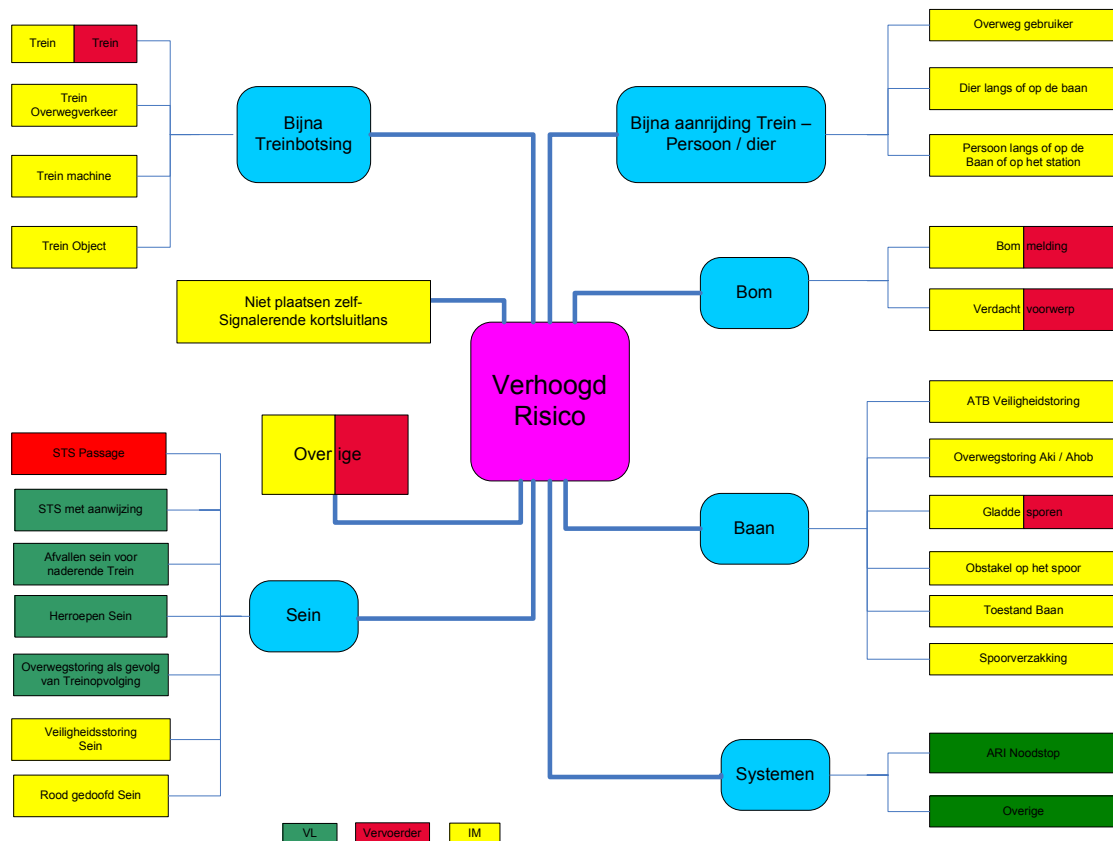 Trein Trein
Trein
Overwegverkeer
Trein machine
Trein Object
Bijna
Treinbotsing
Niet plaatsen zelf-
Signalerende kortsluitlans
Over ige
STS Passage
STS met aanwijzing
Afvallen sein voor
naderende Trein
Herroepen Sein
Overwegstoring als gevolg
van Treinopvolging
Veiligheidsstoring
Sein
Rood gedoofd Sein
Sein
Verhoogd
Risico
Bijna aanrijding Trein –
Persoon / dier
Overweg gebruiker
Dier langs of op de baan
Persoon langs of op de
Baan of op het station
Bom
Bom melding
Verdacht voorwerp
Baan
ATB Veiligheidstoring
Overwegstoring Aki / Ahob
Gladde sporen
Obstakel op het spoor
Toestand Baan
Spoorverzakking
Systemen
ARI Noodstop
Overige
VL
Vervoerder
IM